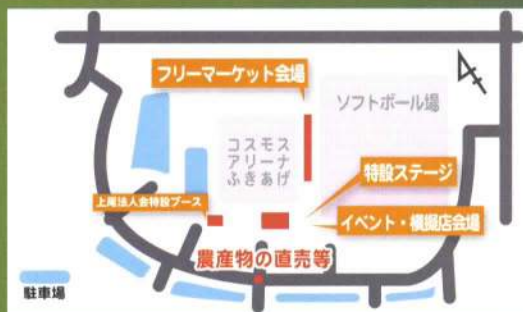 フリーマーケット会場
ソフトボール場
コスモス
アリーナ
ふきあげ
特設ステージ
上尾法人会特設ブース
イベント・模擬店会場
農産物の直売等
駐車場